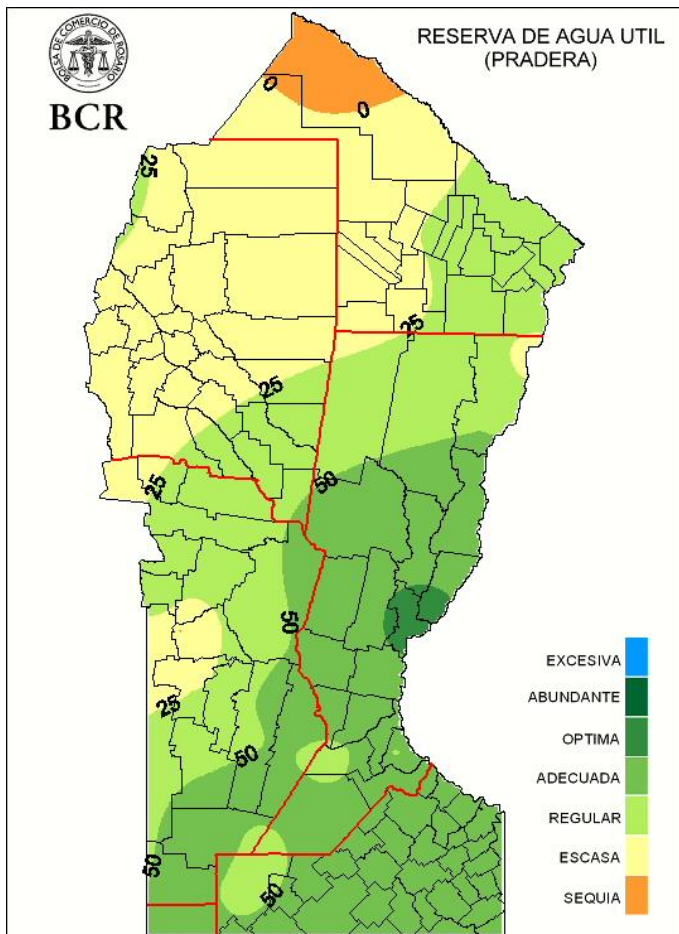 BOLSA DE COMERCIO DE ROSARIO
BCR
RESERVA DE AGUA UTIL
(PRADERA)
0
0
25
25
25
50
25
50
25
50
50
50
EXCESIVA
ABUNDANTE
OPTIMA
ADECUADA
REGULAR
ESCASA
SEQUIA